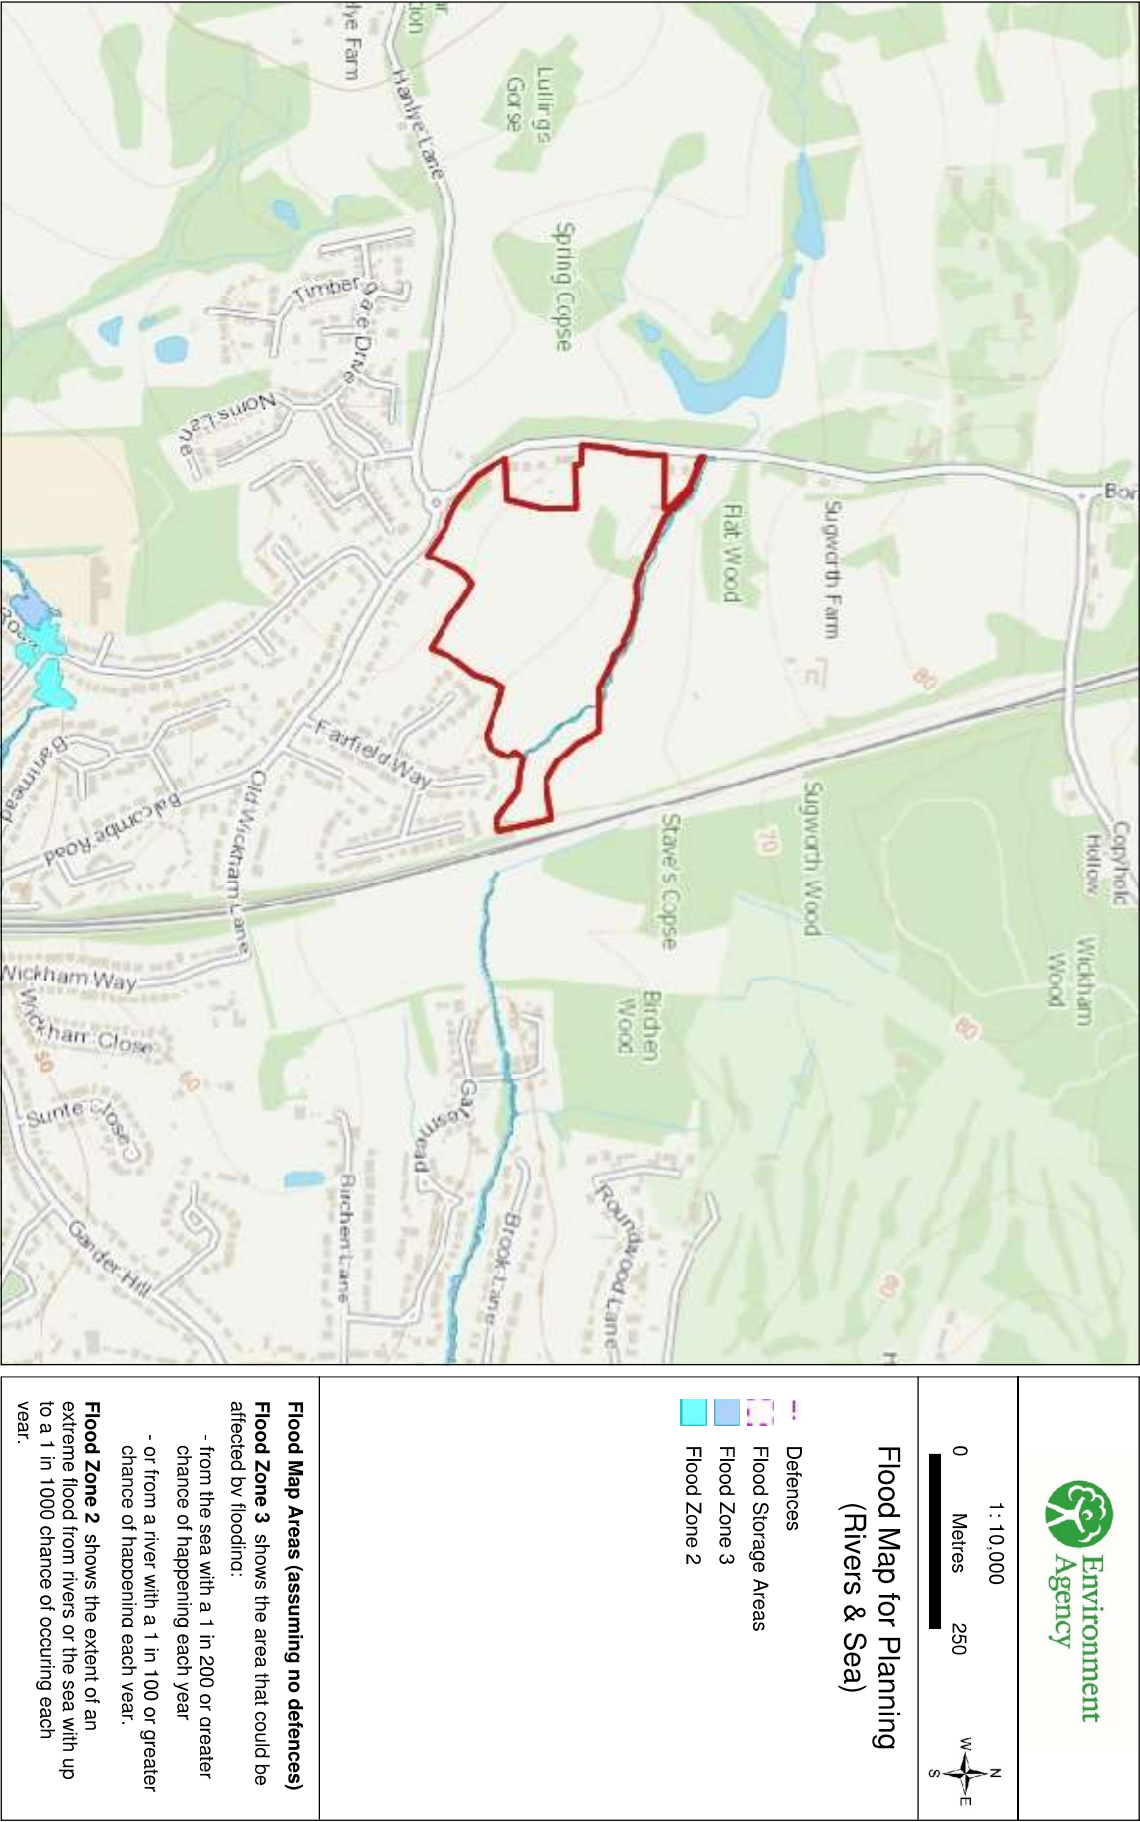 Hanlye Lane
Lullings
Gorse
Spring Copse
Timber Gate Drive
Norris Lane
Flat Wood
Sugworth Farm
80
Sugworth Wood
70
Stave's Copse
Copyhold
Hollow
Wickham
Wood
80
Birchen
Wood
Fairfield Way
Old Wickham Lane
Balcombe Road
Barnmead
Wickham Way
Wickham Close
50
60
Sunte Close
Gander Hill
Birchen Lane
Brook Lane
Roundwood Lane
60
H
Bor
lye Farm
Environment
Agency
1: 10,000
0 Metres 250
N
W E
S
Flood Map for Planning
(Rivers & Sea)
Defences
Flood Storage Areas
Flood Zone 3
Flood Zone 2
Flood Map Areas (assuming no defences)
Flood Zone 3 shows the area that could be
affected by flooding:
- from the sea with a 1 in 200 or greater
chance of happening each year
- or from a river with a 1 in 100 or greater
chance of happening each year.
Flood Zone 2 shows the extent of an
extreme flood from rivers or the sea with up
to a 1 in 1000 chance of occuring each
year.